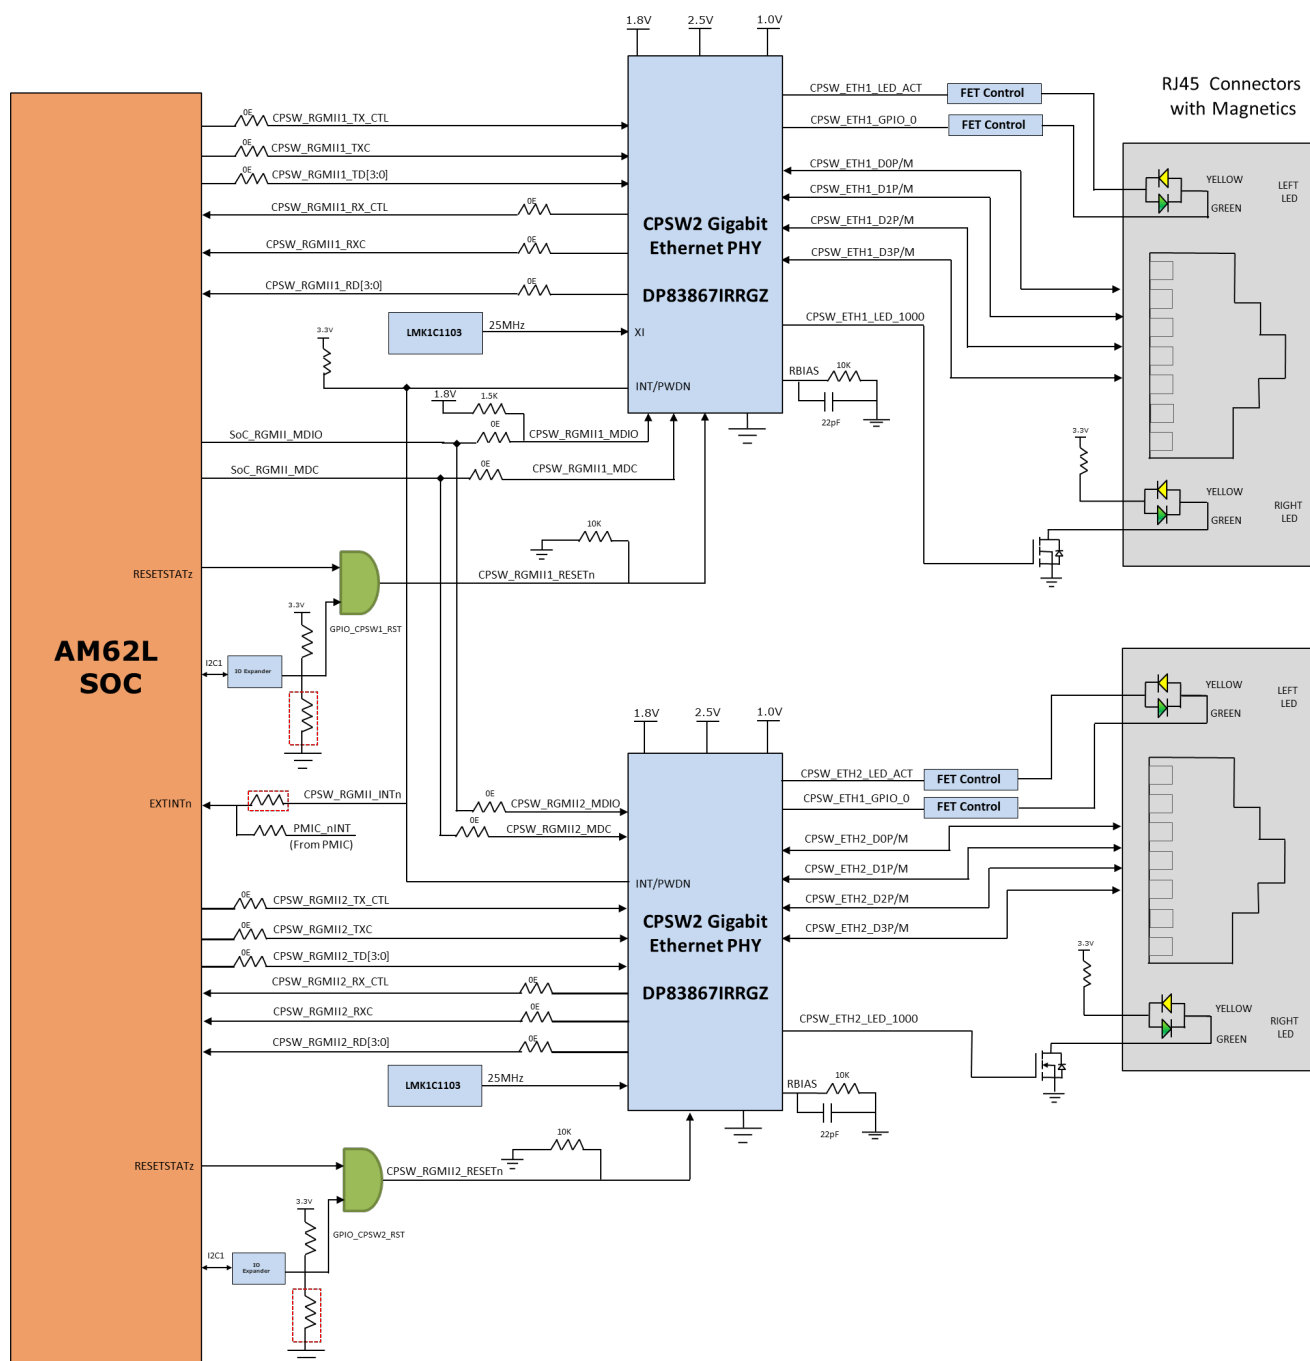 1.8V
2.5V
1.0V
RJ45 Connectors
with Magnetics
CPSW_ETH1_LED_ACT
FET Control
CPSW_ETH1_GPIO_0
FET Control
0E
CPSW_RGMII1_TX_CTL
0E
CPSW_RGMII1_TXC
0E
CPSW_RGMII1_TD[3:0]
CPSW_RGMII1_RX_CTL
0E
CPSW_RGMII1_RXC
0E
CPSW_RGMII1_RD[3:0]
0E
CPSW2 Gigabit
Ethernet PHY
DP83867IRRGZ
CPSW_ETH1_D0P/M
CPSW_ETH1_D1P/M
CPSW_ETH1_D2P/M
CPSW_ETH1_D3P/M
YELLOW
GREEN
LEFT
LED
LMK1C1103
25MHz
XI
CPSW_ETH1_LED_1000
3.3V
INT/PWDN
RBIAS
10K
22pF
1.8V
1.5K
SoC_RGMII_MDIO
0E
CPSW_RGMII1_MDIO
SoC_RGMII_MDC
0E
CPSW_RGMII1_MDC
3.3V
YELLOW
GREEN
RIGHT
LED
10K
RESETSTATz
CPSW_RGMII1_RESETn
3.3V
GPIO_CPSW1_RST
AM62L
SOC
I2C1
IO Expander
1.8V
2.5V
1.0V
YELLOW
GREEN
LEFT
LED
CPSW_ETH2_LED_ACT
FET Control
CPSW_ETH1_GPIO_0
FET Control
EXTINTn
CPSW_RGMII_INTn
PMIC_nINT
(From PMIC)
0E
CPSW_RGMII2_MDIO
0E
CPSW_RGMII2_MDC
INT/PWDN
CPSW_ETH2_D0P/M
CPSW_ETH2_D1P/M
CPSW_ETH2_D2P/M
CPSW_ETH2_D3P/M
0E
CPSW_RGMII2_TX_CTL
0E
CPSW_RGMII2_TXC
0E
CPSW_RGMII2_TD[3:0]
CPSW_RGMII2_RX_CTL
0E
CPSW_RGMII2_RXC
0E
CPSW_RGMII2_RD[3:0]
0E
CPSW2 Gigabit
Ethernet PHY
DP83867IRRGZ
3.3V
YELLOW
GREEN
RIGHT
LED
CPSW_ETH2_LED_1000
LMK1C1103
25MHz
RBIAS
10K
22pF
10K
RESETSTATz
CPSW_RGMII2_RESETn
3.3V
GPIO_CPSW2_RST
I2C1
IO
Expander